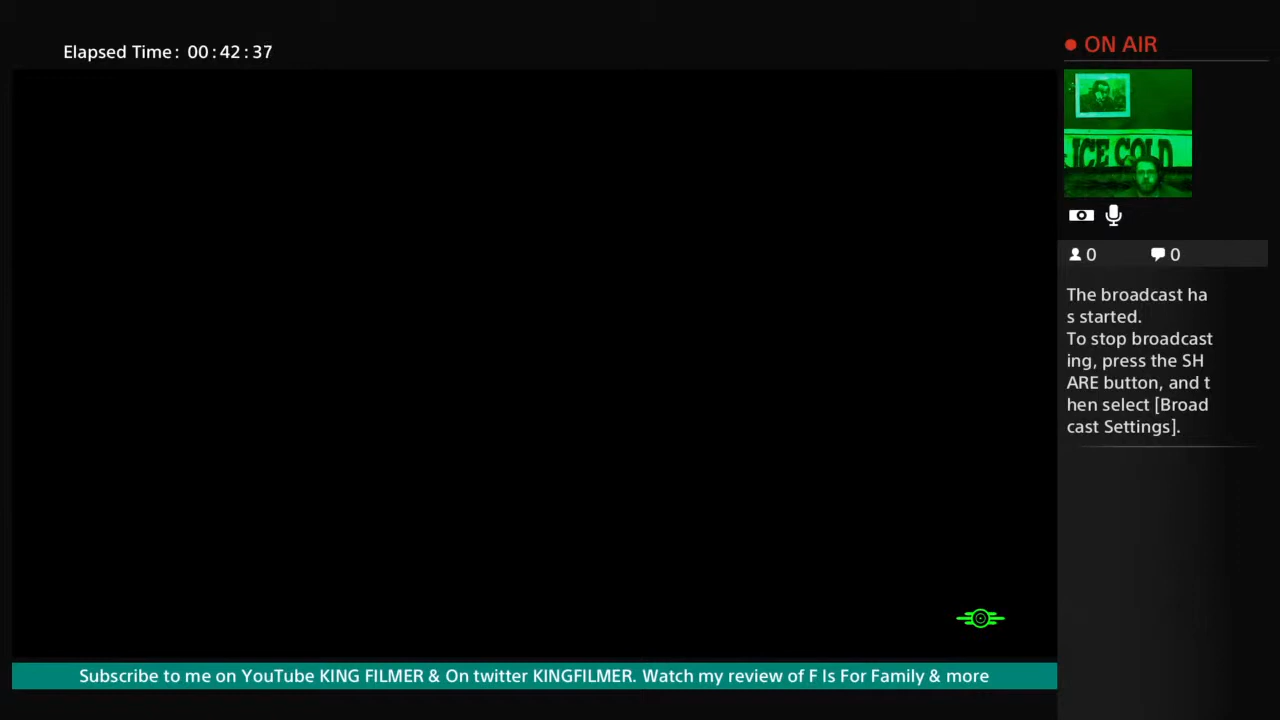 Elapsed Time: 00:42:37
ON AIR
ICE COLD
0 0
The broadcast ha
s started.
To stop broadcast
ing, press the SH
ARE button, and t
hen select [Broad
cast Settings].
Subscribe to me on YouTube KING FILMER & On twitter KINGFILMER. Watch my review of F Is For Family & more